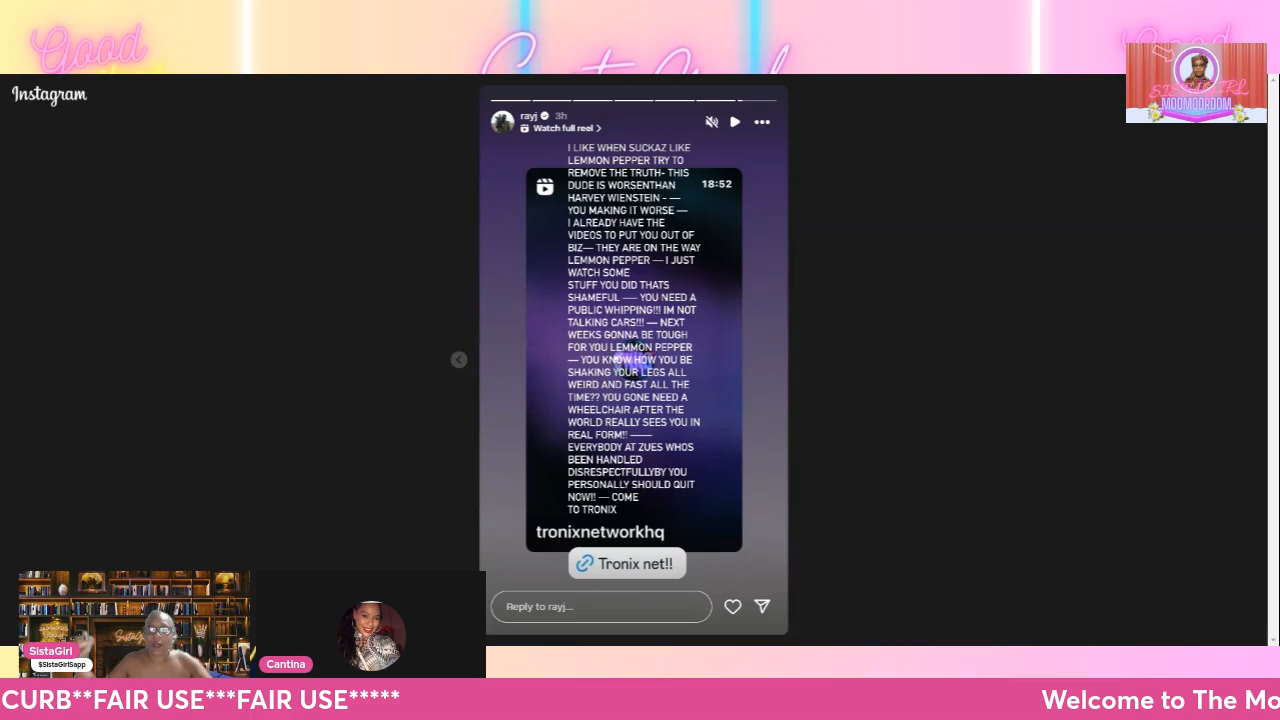 Good
Instagram
rayj 3h
Watch full reel >
I LIKE WHEN SUCKAZ LIKE
LEMMON PEPPER TRY TO
REMOVE THE TRUTH- THIS
DUDE IS WORSENTHAN
HARVEY WIENSTEIN - —
YOU MAKING IT WORSE —
I ALREADY HAVE THE
VIDEOS TO PUT YOU OUT OF
BIZ— THEY ARE ON THE WAY
LEMMON PEPPER — I JUST
WATCH SOME
STUFF YOU DID THATS
SHAMEFUL —– YOU NEED A
PUBLIC WHIPPING!!! IM NOT
TALKING CARS!!! — NEXT
WEEKS GONNA BE TOUGH
FOR YOU LEMMON PEPPER
— YOU KNOW HOW YOU BE
SHAKING YOUR LEGS ALL
WEIRD AND FAST ALL THE
TIME?? YOU GONE NEED A
WHEELCHAIR AFTER THE
WORLD REALLY SEES YOU IN
REAL FORM!! —–
EVERYBODY AT ZUES WHOS
BEEN HANDLED
DISRESPECTFULLYBY YOU
PERSONALLY SHOULD QUIT
NOW!! — COME
TO TRONIX
18:52
tronixnetworkhq
Tronix net!!
Reply to rayj...
MOOMOOROOM
SistaGirl
$SistaGirlSapp
Cantina
CURB**FAIR USE***FAIR USE*****
Welcome to The Mo